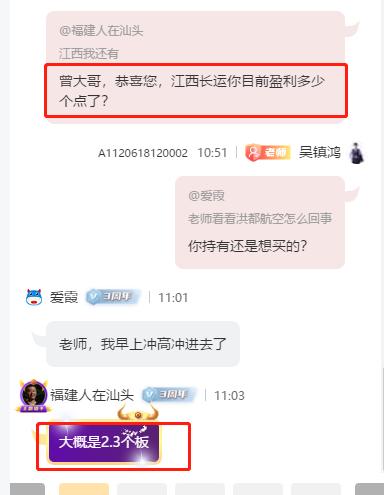 @福建人在汕头
江西我还有
曾大哥，恭喜您，江西长运你目前盈利多少
个点了？
A1120618120002 10:51 老师 吴镇鸿
@爱霞
老师看看洪都航空怎么回事
你持有还是想买的？
爱霞 V 3周年 11:01
老师，我早上冲高冲进去了
福建人在汕头 V 3周年 11:03
大概是2.3个板